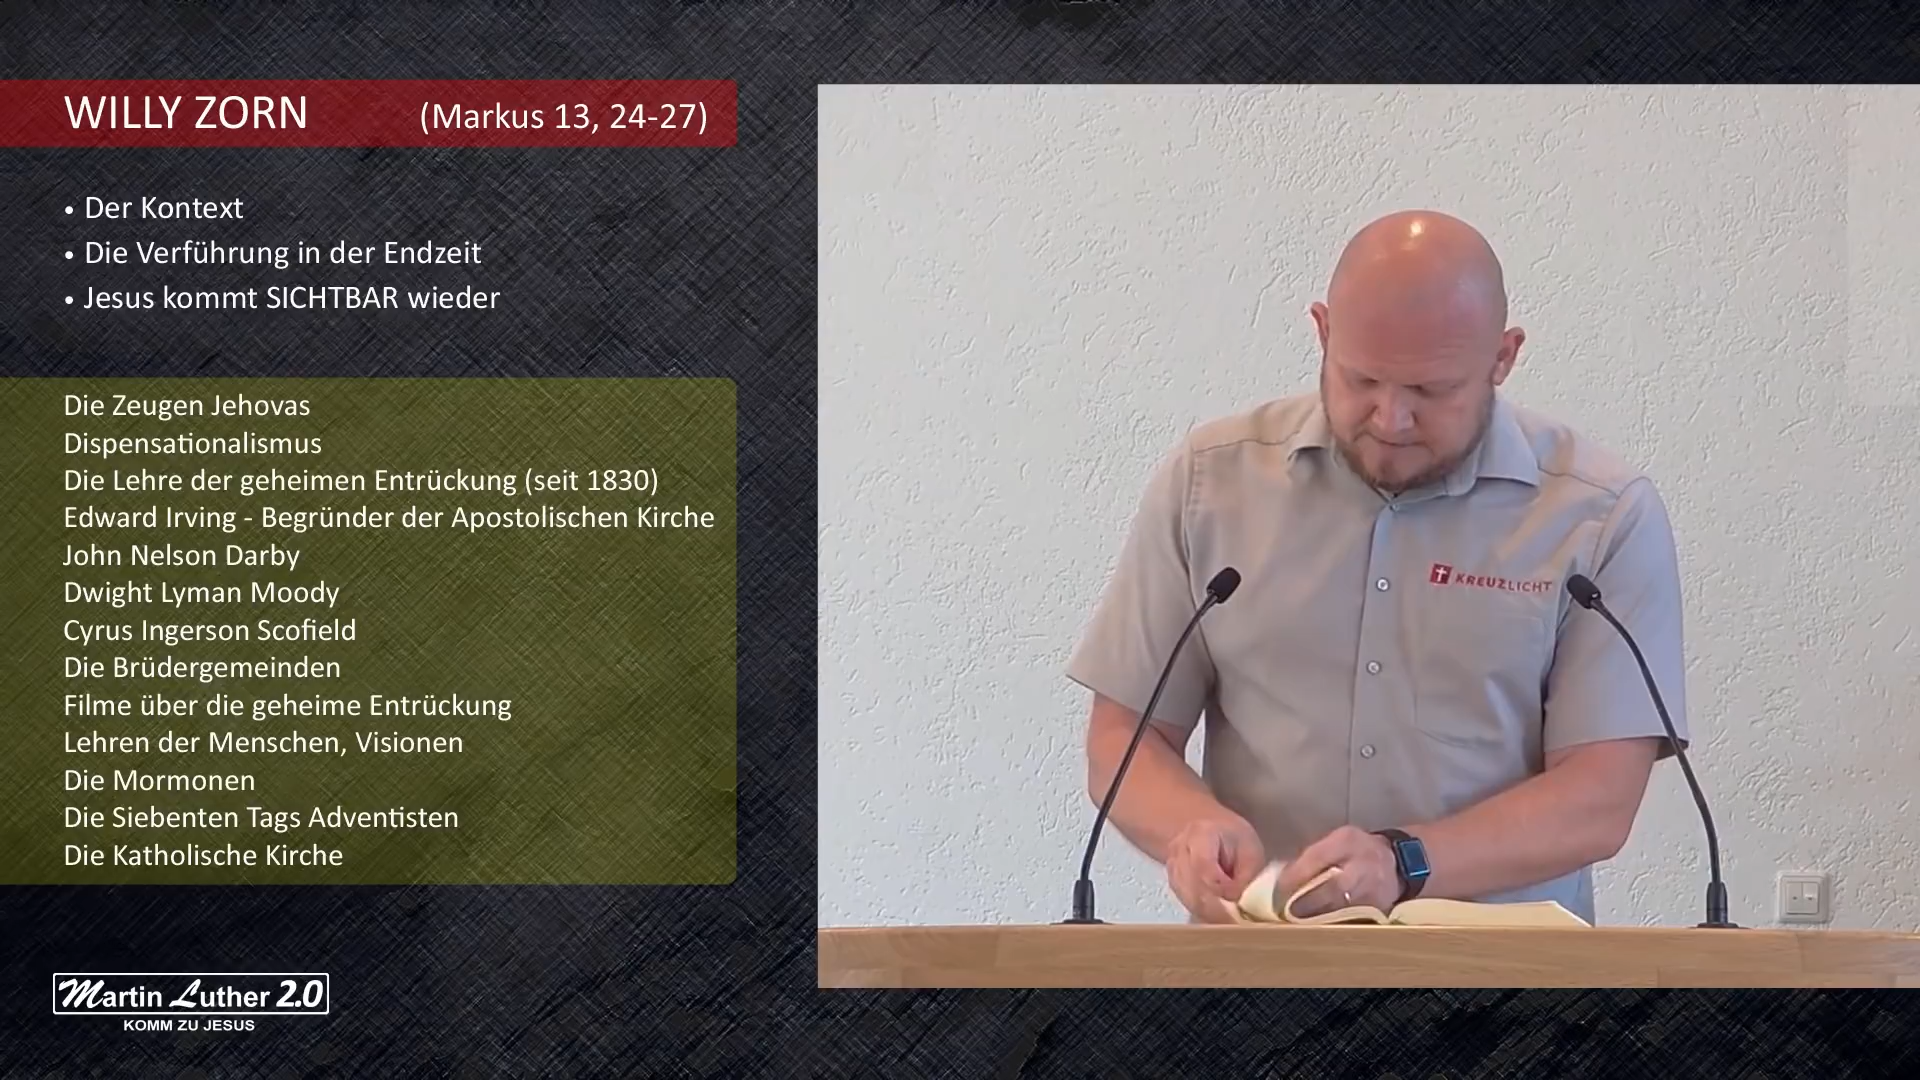 WILLY ZORN (Markus 13, 24-27)
• Der Kontext
• Die Verführung in der Endzeit
• Jesus kommt SICHTBAR wieder
Die Zeugen Jehovas
Dispensationalismus
Die Lehre der geheimen Entrückung (seit 1830)
Edward Irving - Begründer der Apostolischen Kirche
John Nelson Darby
Dwight Lyman Moody
Cyrus Ingerson Scofield
Die Brüdergemeinden
Filme über die geheime Entrückung
Lehren der Menschen, Visionen
Die Mormonen
Die Siebenten Tags Adventisten
Die Katholische Kirche
Martin Luther 2.0
KOMM ZU JESUS
KREUZLICHT